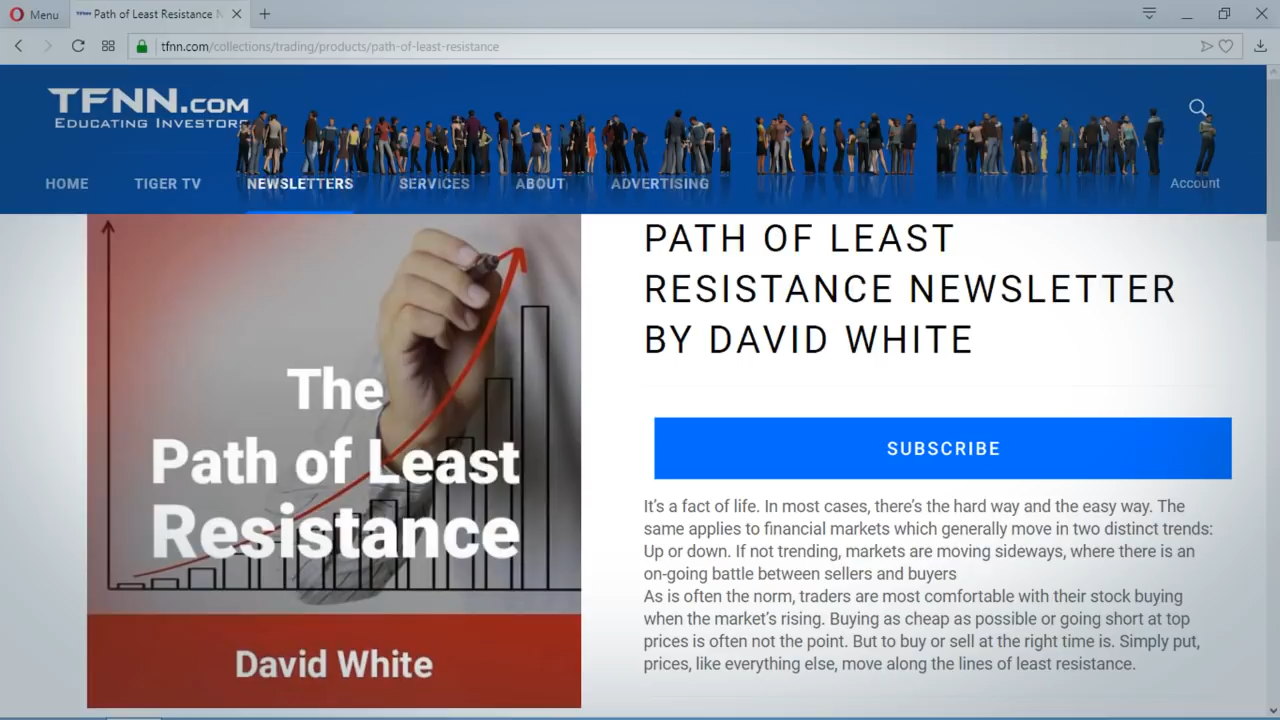 Menu
TFNN Path of Least Resistance N
tfnn.com/collections/trading/products/path-of-least-resistance
TFNN.COM
EDUCATING INVESTORS
HOME TIGER TV NEWSLETTERS SERVICES ABOUT ADVERTISING Account
The
Path of Least
Resistance
David White
PATH OF LEAST
RESISTANCE NEWSLETTER
BY DAVID WHITE
SUBSCRIBE
It's a fact of life. In most cases, there's the hard way and the easy way. The
same applies to financial markets which generally move in two distinct trends:
Up or down. If not trending, markets are moving sideways, where there is an
on-going battle between sellers and buyers
As is often the norm, traders are most comfortable with their stock buying
when the market's rising. Buying as cheap as possible or going short at top
prices is often not the point. But to buy or sell at the right time is. Simply put,
prices, like everything else, move along the lines of least resistance.